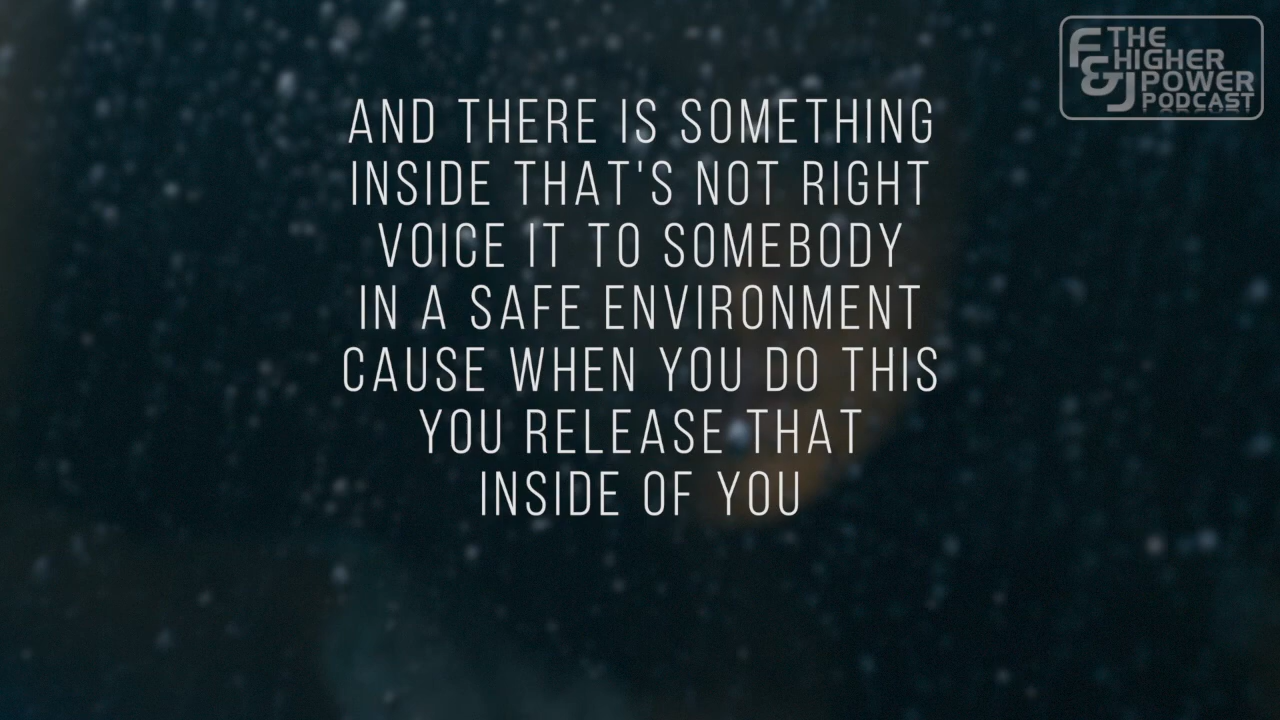 F&J THE
HIGHER
POWER
PODCAST
AND THERE IS SOMETHING
INSIDE THAT'S NOT RIGHT
VOICE IT TO SOMEBODY
IN A SAFE ENVIRONMENT
CAUSE WHEN YOU DO THIS
YOU RELEASE THAT
INSIDE OF YOU